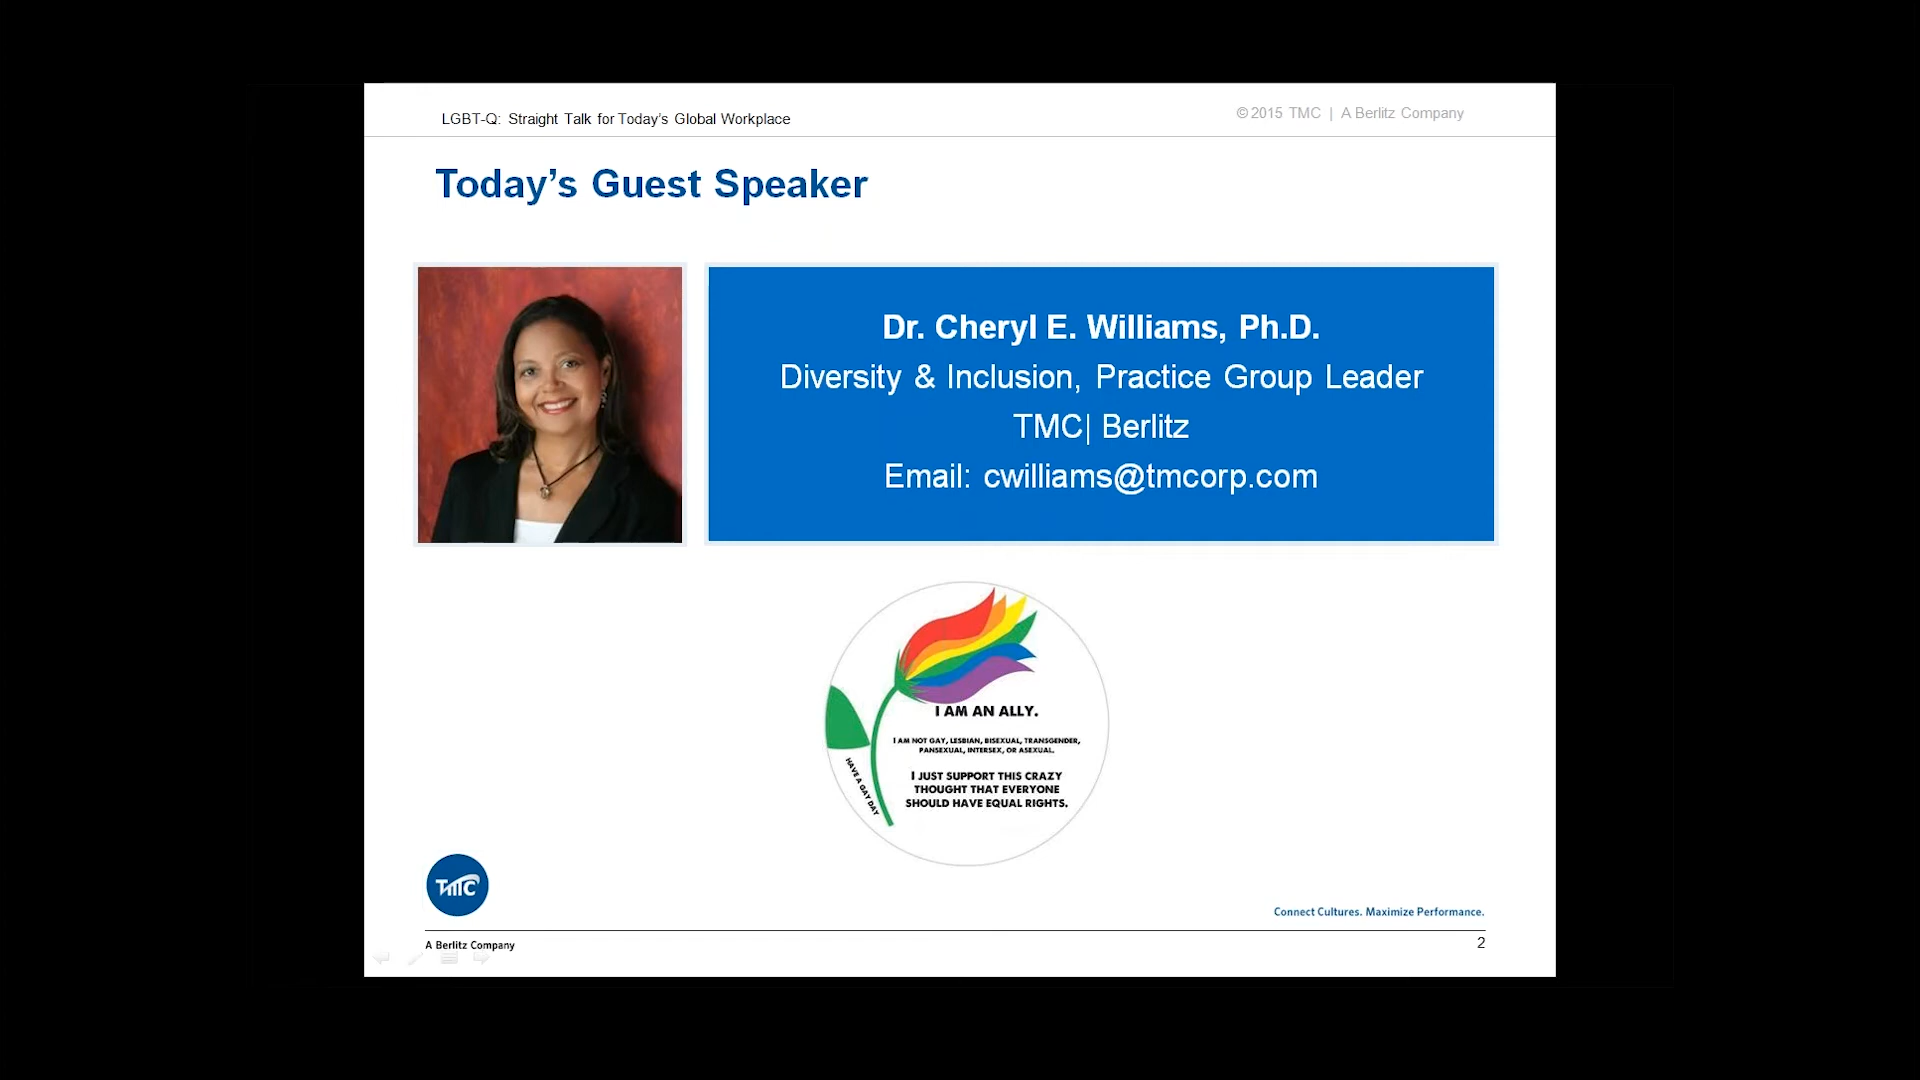 LGBT-Q: Straight Talk for Today's Global Workplace
©2015 TMC | A Berlitz Company
Today's Guest Speaker
Dr. Cheryl E. Williams, Ph.D.
Diversity & Inclusion, Practice Group Leader
TMC| Berlitz
Email: cwilliams@tmcorp.com
I AM AN ALLY.
I AM NOT GAY, LESBIAN, BISEXUAL, TRANSGENDER,
PANSEXUAL, INTERSEX, OR ASEXUAL.
I JUST SUPPORT THIS CRAZY
THOUGHT THAT EVERYONE
SHOULD HAVE EQUAL RIGHTS.
HAVE A GAY DAY
TMC
Connect Cultures. Maximize Performance.
A Berlitz Company
2